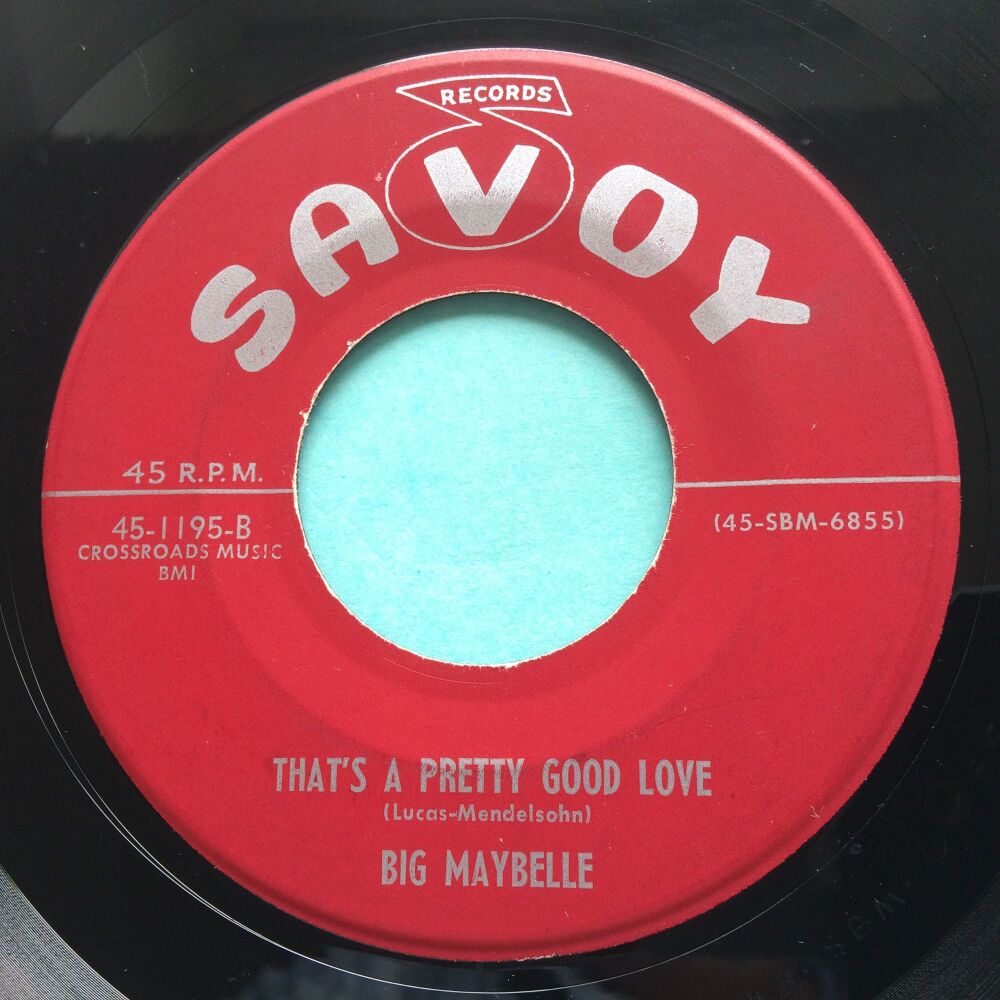 RECORDS
SAVOY
45 R.P.M.
45-1195-B
CROSSROADS MUSIC
BMI
(45-SBM-6855)
THAT'S A PRETTY GOOD LOVE
(Lucas-Mendelsohn)
BIG MAYBELLE